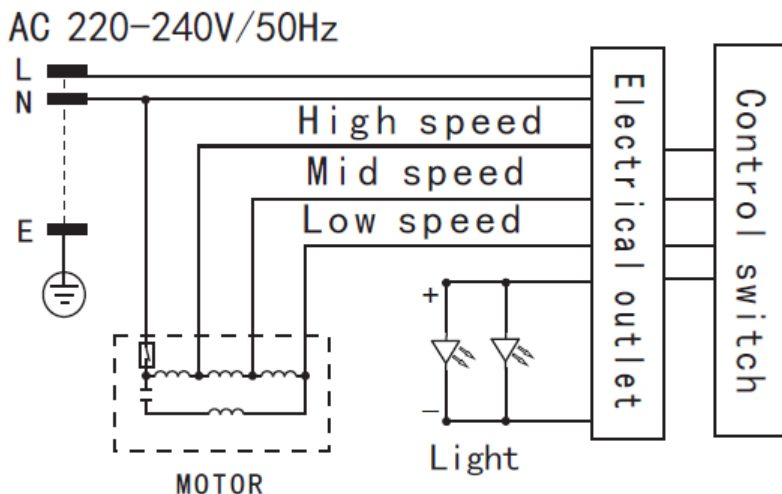 AC 220-240V/50Hz
L
N
High speed
Mid speed
Low speed
E
+
−
Light
MOTOR
Electrical outlet
Control switch